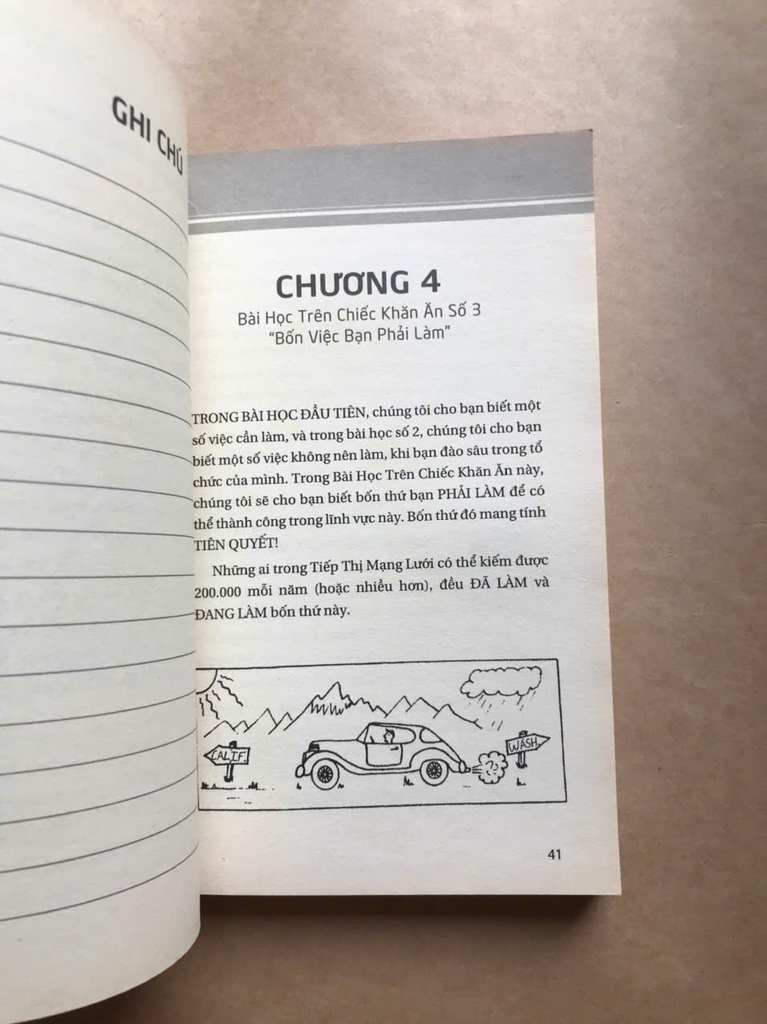 GHI CHÚ
CHƯƠNG 4
Bài Học Trên Chiếc Khăn Ăn Số 3
“Bốn Việc Bạn Phải Làm”
TRONG BÀI HỌC ĐẦU TIÊN, chúng tôi cho bạn biết một
số việc cần làm, và trong bài học số 2, chúng tôi cho bạn
biết một số việc không nên làm, khi bạn đào sâu trong tổ
chức của mình. Trong Bài Học Trên Chiếc Khăn Ăn này,
chúng tôi sẽ cho bạn biết bốn thứ bạn PHẢI LÀM để có
thể thành công trong lĩnh vực này. Bốn thứ đó mang tính
TIÊN QUYẾT!
Những ai trong Tiếp Thị Mạng Lưới có thể kiếm được
200.000 mỗi năm (hoặc nhiều hơn), đều ĐÃ LÀM và
ĐANG LÀM bốn thứ này.
CALIF.
WASH.
??
41